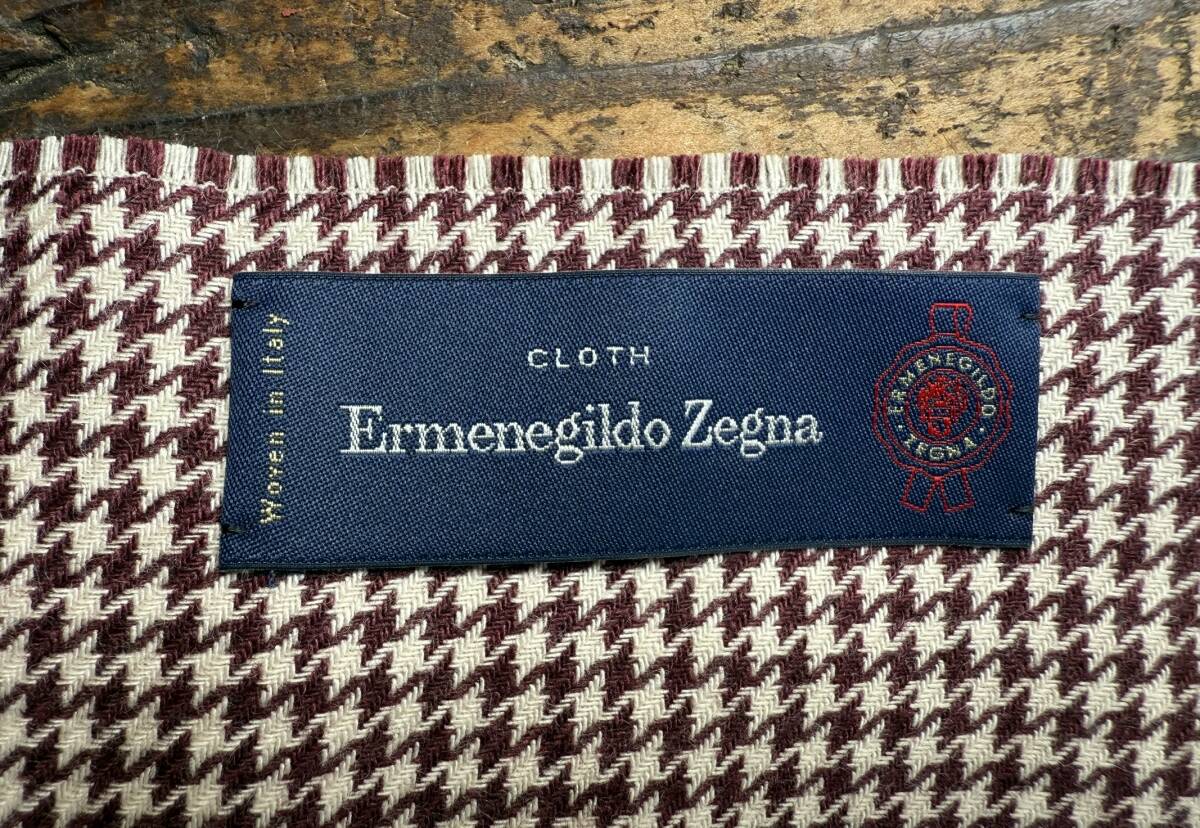 Woven in Italy
CLOTH
Ermenegildo Zegna
ERMENEGILDO
ZEGNA